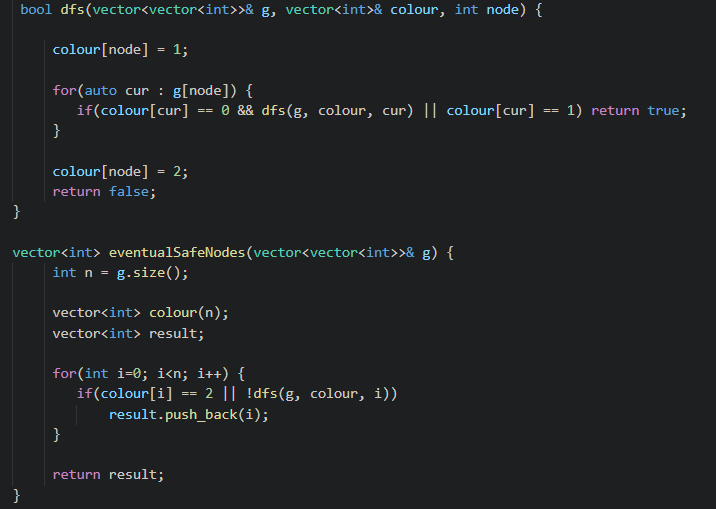 bool dfs(vector<vector<int>>& g, vector<int>& colour, int node) {
colour[node] = 1;
for(auto cur : g[node]) {
if(colour[cur] == 0 && dfs(g, colour, cur) || colour[cur] == 1) return true;
}
colour[node] = 2;
return false;
}
vector<int> eventualSafeNodes(vector<vector<int>>& g) {
int n = g.size();
vector<int> colour(n);
vector<int> result;
for(int i=0; i<n; i++) {
if(colour[i] == 2 || !dfs(g, colour, i))
result.push_back(i);
}
return result;
}